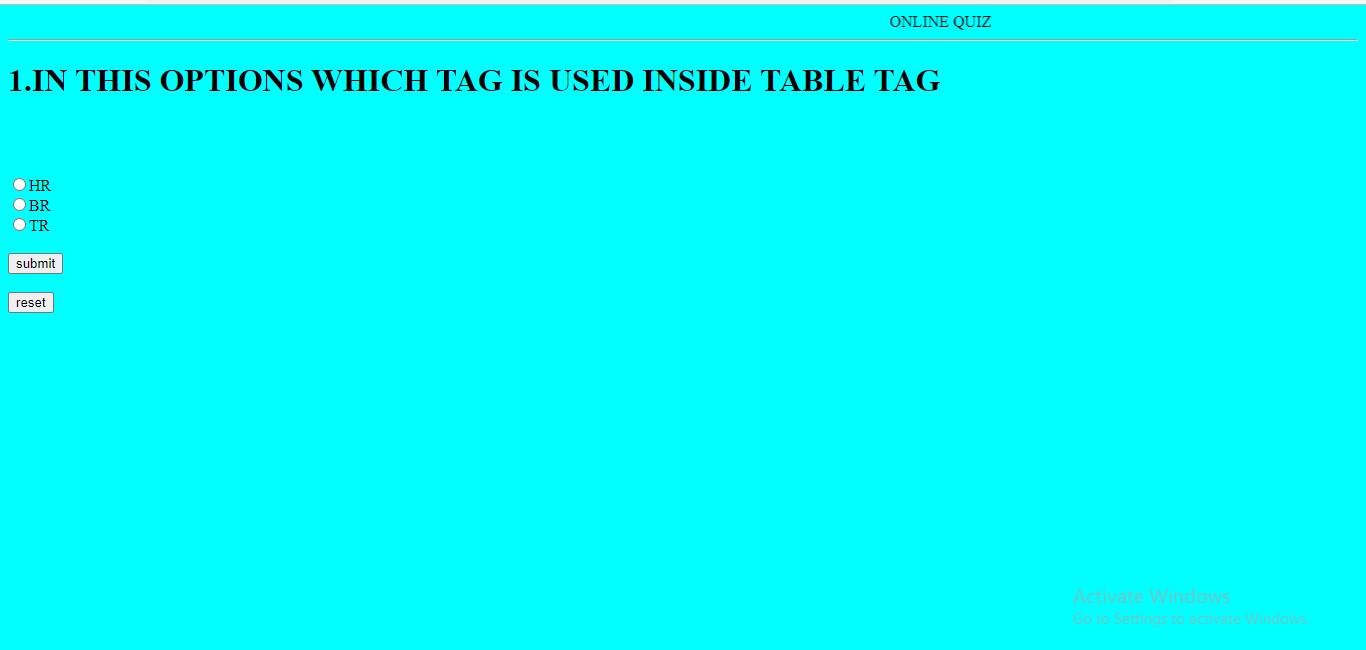 ONLINE QUIZ
1.IN THIS OPTIONS WHICH TAG IS USED INSIDE TABLE TAG
HR
BR
TR
submit
reset
Activate Windows
Go to Settings to activate Windows.